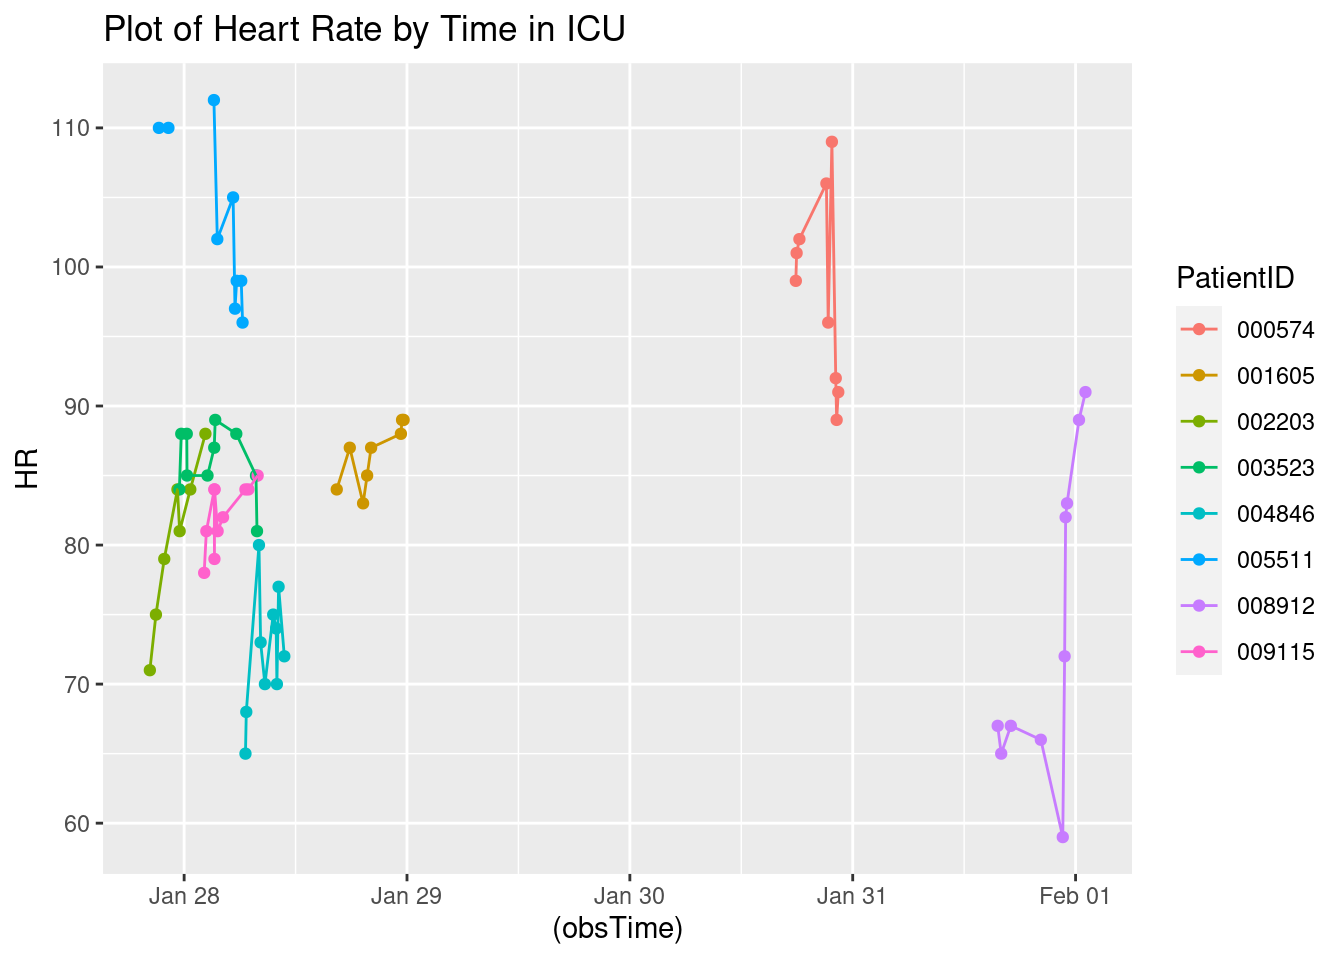 Plot of Heart Rate by Time in ICU
HR
110
100
90
80
70
60
Jan 28
Jan 29
Jan 30
Jan 31
Feb 01
(obsTime)
PatientID
000574
001605
002203
003523
004846
005511
008912
009115